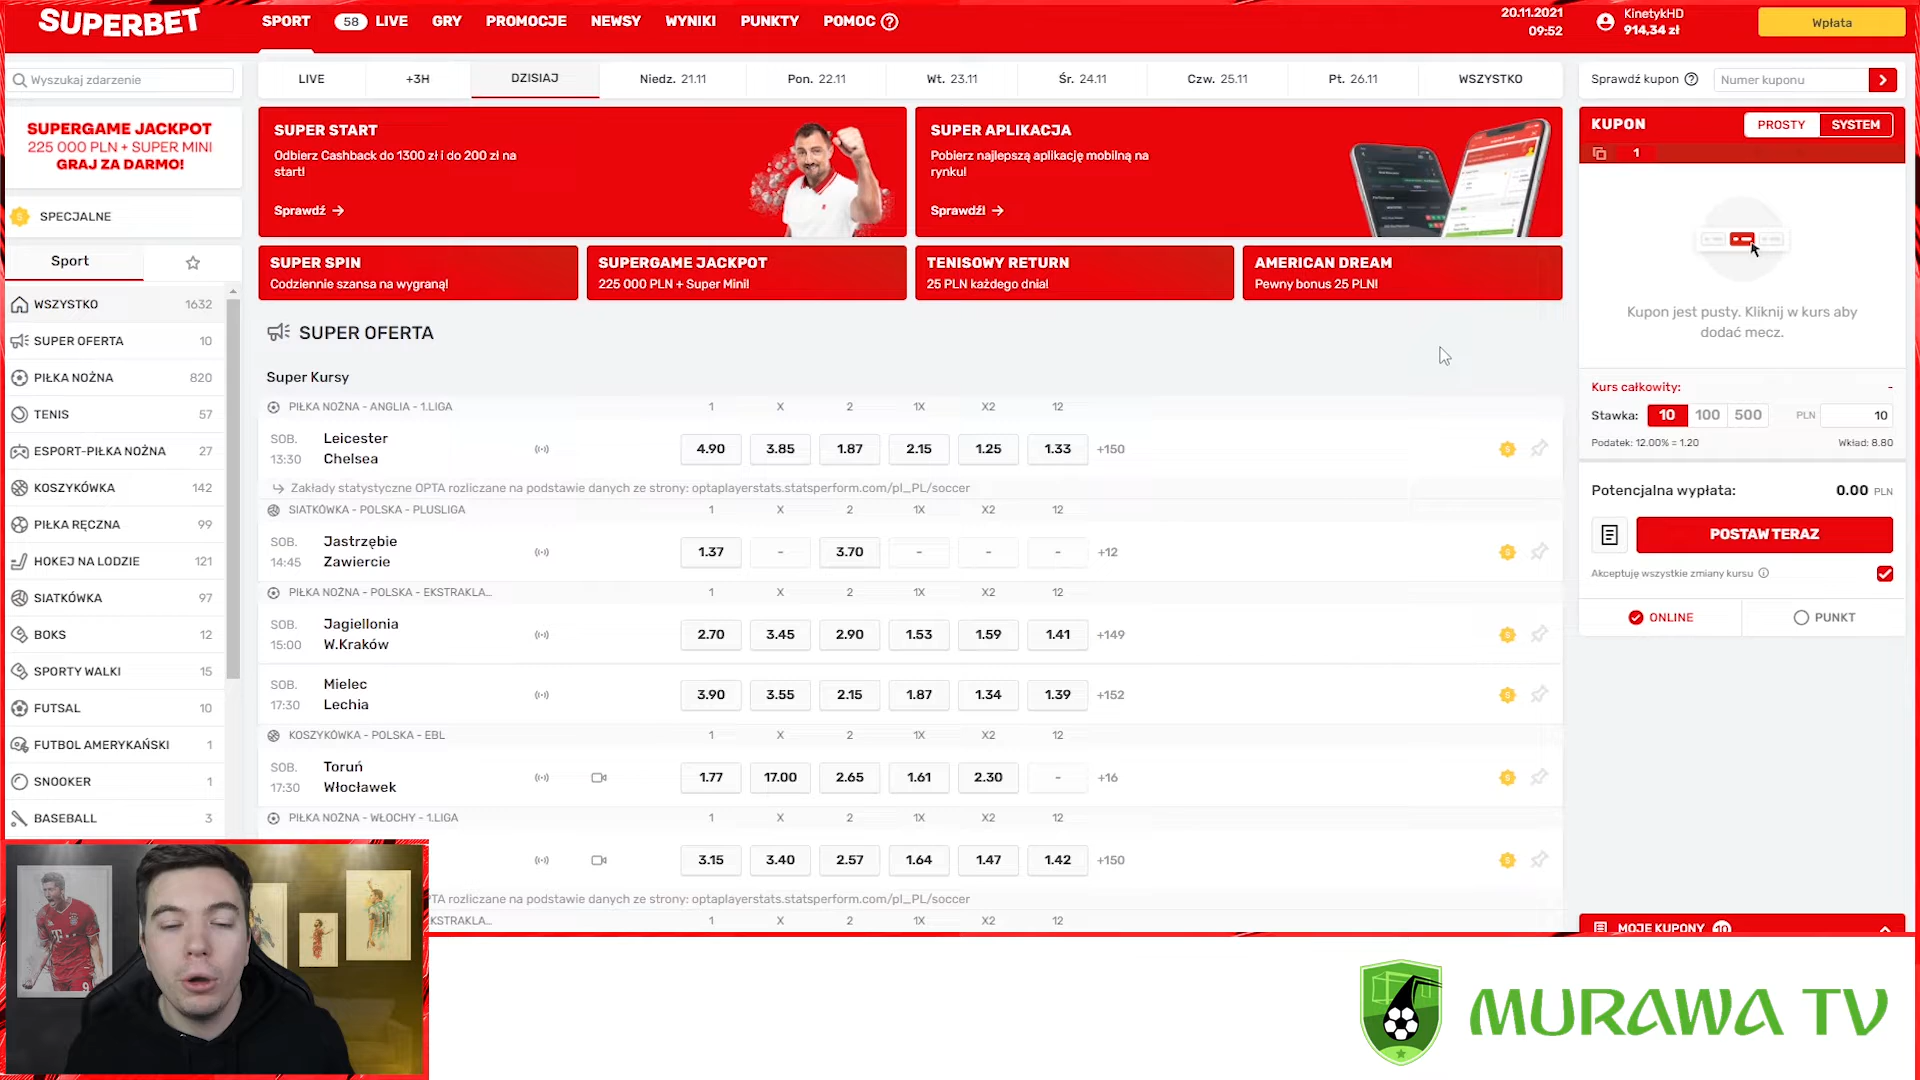 SUPERBET
SPORT
58 LIVE
GRY
PROMOCJE
NEWSY
WYNIKI
PUNKTY
POMOC ?
20.11.2021
09:52
KinetykHD
914,34 zł
Wpłata
Wyszukaj zdarzenie
LIVE
+3H
DZISIAJ
Niedz. 21.11
Pon. 22.11
Wt. 23.11
Śr. 24.11
Czw. 25.11
Pt. 26.11
WSZYSTKO
Sprawdź kupon ?
Numer kuponu
SUPERGAME JACKPOT
225 000 PLN + SUPER MINI
GRAJ ZA DARMO!
SPECJALNE
Sport
WSZYSTKO 1632
SUPER OFERTA 10
PIŁKA NOŻNA 820
TENIS 57
ESPORT-PIŁKA NOŻNA 27
KOSZYKÓWKA 142
PIŁKA RĘCZNA 99
HOKEJ NA LODZIE 121
SIATKÓWKA 97
BOKS 12
SPORTY WALKI 15
FUTSAL 10
FUTBOL AMERYKAŃSKI 1
SNOOKER 1
BASEBALL 3
SUPER START
Odbierz Cashback do 1300 zł i do 200 zł na
start!
Sprawdź →
SUPER APLIKACJA
Pobierz najlepszą aplikację mobilną na
rynku!
Sprawdź! →
SUPER SPIN
Codziennie szansa na wygraną!
SUPERGAME JACKPOT
225 000 PLN + Super Mini!
TENISOWY RETURN
25 PLN każdego dnia!
AMERICAN DREAM
Pewny bonus 25 PLN!
SUPER OFERTA
Super Kursy
PIŁKA NOŻNA - ANGLIA - 1.LIGA 1 X 2 1X X2 12
SOB. Leicester
13:30 Chelsea
4.90 3.85 1.87 2.15 1.25 1.33 +150
Zakłady statystyczne OPTA rozliczane na podstawie danych ze strony: optaplayerstats.statsperform.com/pl_PL/soccer
SIATKÓWKA - POLSKA - PLUSLIGA 1 X 2 1X X2 12
SOB. Jastrzębie
14:45 Zawiercie
1.37 - 3.70 - - - +12
PIŁKA NOŻNA - POLSKA - EKSTRAKLA... 1 X 2 1X X2 12
SOB. Jagiellonia
15:00 W.Kraków
2.70 3.45 2.90 1.53 1.59 1.41 +149
SOB. Mielec
17:30 Lechia
3.90 3.55 2.15 1.87 1.34 1.39 +152
KOSZYKÓWKA - POLSKA - EBL 1 X 2 1X X2 12
SOB. Toruń
17:30 Włocławek
1.77 17.00 2.65 1.61 2.30 - +16
PIŁKA NOŻNA - WŁOCHY - 1.LIGA 1 X 2 1X X2 12
3.15 3.40 2.57 1.64 1.47 1.42 +150
PTA rozliczane na podstawie danych ze strony: optaplayerstats.statsperform.com/pl_PL/soccer
KSTRAKLA... 1 X 2 1X X2 12
KUPON
PROSTY
SYSTEM
1
Kupon jest pusty. Kliknij w kurs aby
dodać mecz.
Kurs całkowity: -
Stawka: 10 100 500 PLN 10
Podatek: 12.00% = 1.20 Wkład: 8.80
Potencjalna wypłata: 0.00 PLN
POSTAW TERAZ
Akceptuję wszystkie zmiany kursu
ONLINE
PUNKT
MOJE KUPONY 10
MURAWA TV